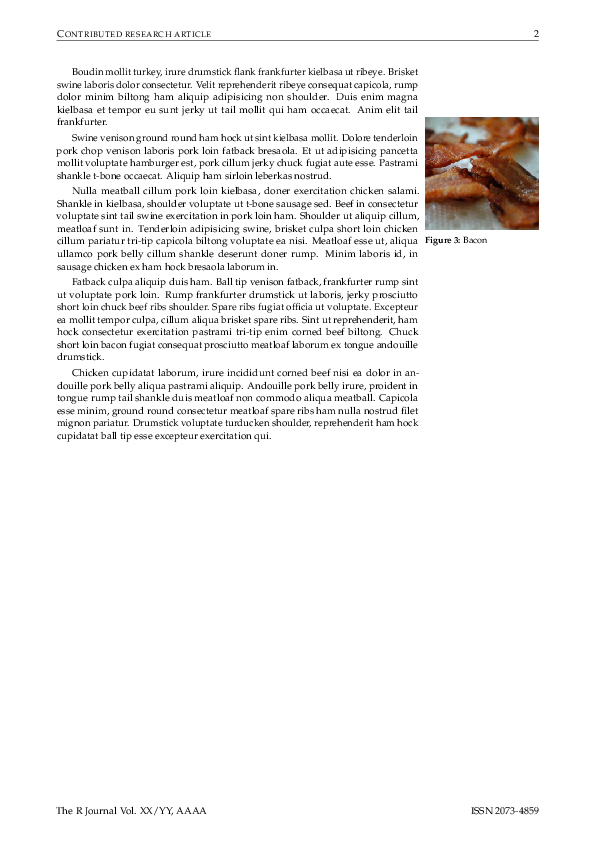 CONTRIBUTED RESEARCH ARTICLE 2
Boudin mollit turkey, irure drumstick flank frankfurter kielbasa ut ribeye. Brisket
swine laboris dolor consectetur. Velit reprehenderit ribeye consequat capicola, rump
dolor minim biltong ham aliquip adipisicing non shoulder. Duis enim magna
kielbasa et tempor eu sunt jerky ut tail mollit qui ham occaecat. Anim elit tail
frankfurter.
Swine venison ground round ham hock ut sint kielbasa mollit. Dolore tenderloin
pork chop venison laboris pork loin fatback bresaola. Et ut adipisicing pancetta
mollit voluptate hamburger est, pork cillum jerky chuck fugiat aute esse. Pastrami
shankle t-bone occaecat. Aliquip ham sirloin leberkas nostrud.
Nulla meatball cillum pork loin kielbasa, doner exercitation chicken salami.
Shankle in kielbasa, shoulder voluptate ut t-bone sausage sed. Beef in consectetur
voluptate sint tail swine exercitation in pork loin ham. Shoulder ut aliquip cillum,
meatloaf sunt in. Tenderloin adipisicing swine, brisket culpa short loin chicken
cillum pariatur tri-tip capicola biltong voluptate ea nisi. Meatloaf esse ut, aliqua
ullamco pork belly cillum shankle deserunt doner rump. Minim laboris id, in
sausage chicken ex ham hock bresaola laborum in.
Fatback culpa aliquip duis ham. Ball tip venison fatback, frankfurter rump sint
ut voluptate pork loin. Rump frankfurter drumstick ut laboris, jerky prosciutto
short loin chuck beef ribs shoulder. Spare ribs fugiat officia ut voluptate. Excepteur
ea mollit tempor culpa, cillum aliqua brisket spare ribs. Sint ut reprehenderit, ham
hock consectetur exercitation pastrami tri-tip enim corned beef biltong. Chuck
short loin bacon fugiat consequat prosciutto meatloaf laborum ex tongue andouille
drumstick.
Chicken cupidatat laborum, irure incididunt corned beef nisi ea dolor in an-
douille pork belly aliqua pastrami aliquip. Andouille pork belly irure, proident in
tongue rump tail shankle duis meatloaf non commodo aliqua meatball. Capicola
esse minim, ground round consectetur meatloaf spare ribs ham nulla nostrud filet
mignon pariatur. Drumstick voluptate turducken shoulder, reprehenderit ham hock
cupidatat ball tip esse excepteur exercitation qui.
Figure 3: Bacon
The R Journal Vol. XX/YY, AAAA ISSN 2073-4859